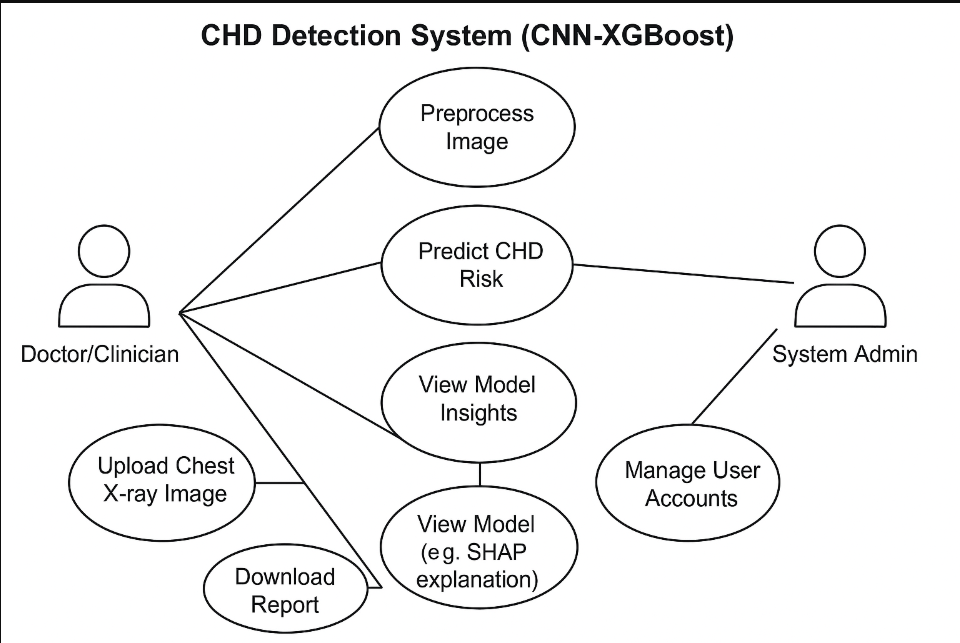 CHD Detection System (CNN-XGBoost)
Preprocess
Image
Predict CHD
Risk
Doctor/Clinician
System Admin
View Model
Insights
Upload Chest
X-ray Image
Manage User
Accounts
View Model
(eg. SHAP
explanation)
Download
Report